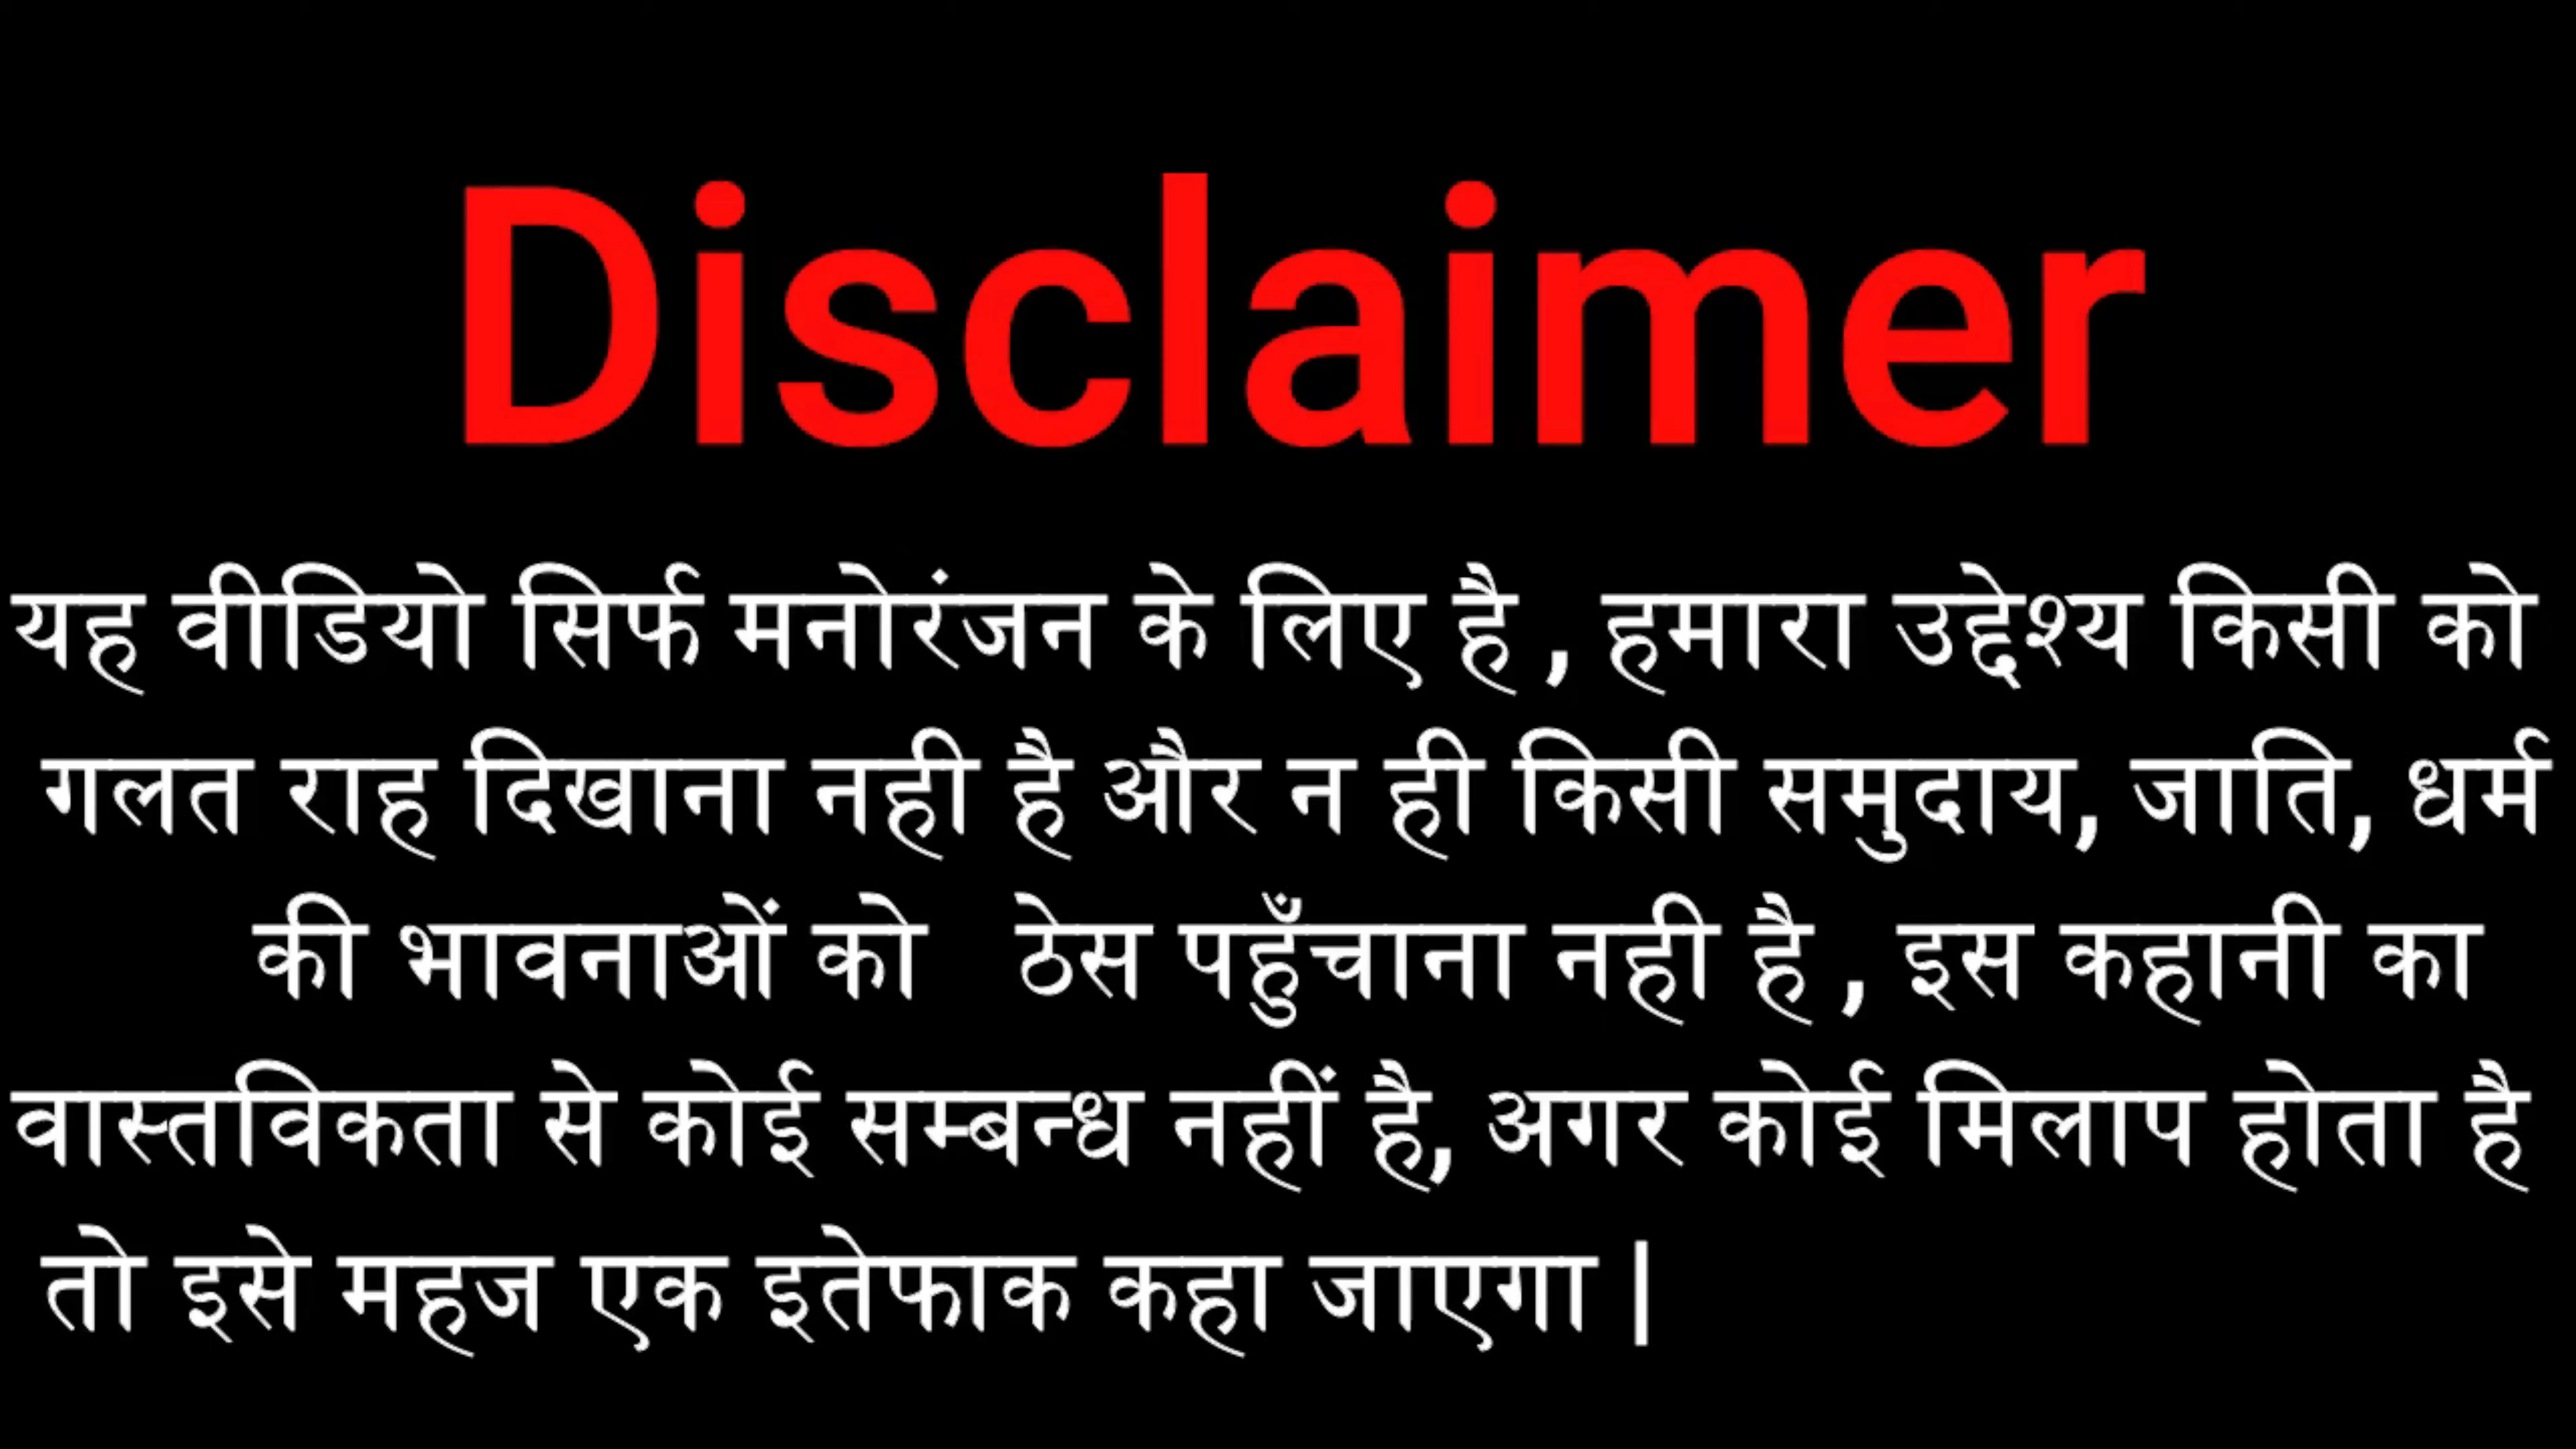 Disclaimer
यह वीडियो सिर्फ मनोरंजन के लिए है , हमारा उद्देश्य किसी को
गलत राह दिखाना नही है और न ही किसी समुदाय, जाति, धर्म
की भावनाओं को ठेस पहुँचाना नही है , इस कहानी का
वास्तविकता से कोई सम्बन्ध नहीं है, अगर कोई मिलाप होता है
तो इसे महज एक इतेफाक कहा जाएगा |